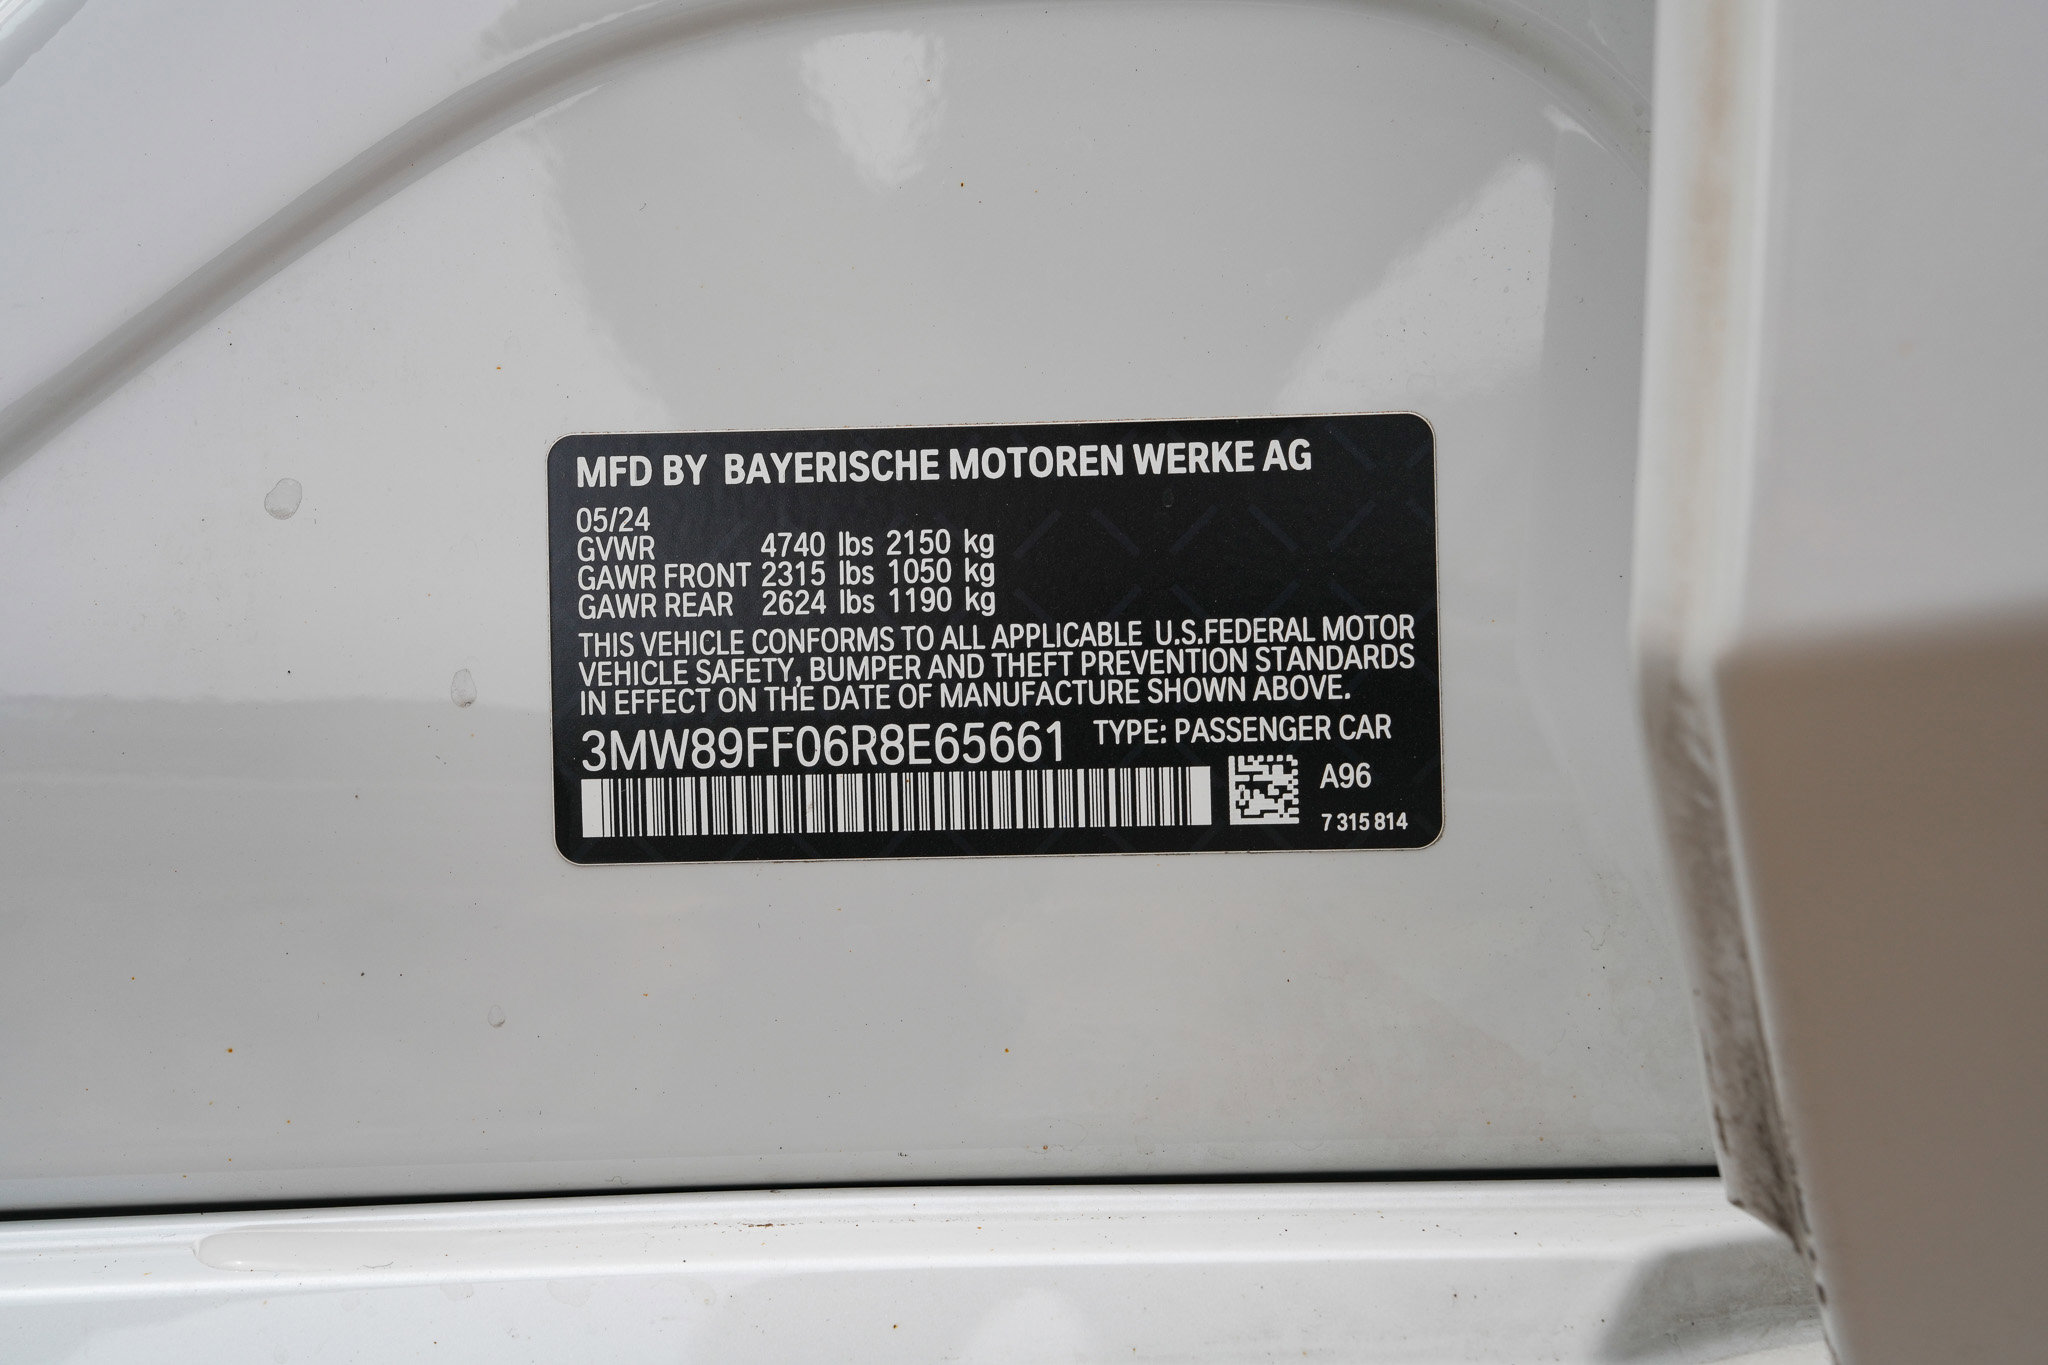 MFD BY BAYERISCHE MOTOREN WERKE AG
05/24
GVWR 4740 lbs 2150 kg
GAWR FRONT 2315 lbs 1050 kg
GAWR REAR 2624 lbs 1190 kg
THIS VEHICLE CONFORMS TO ALL APPLICABLE U.S.FEDERAL MOTOR
VEHICLE SAFETY, BUMPER AND THEFT PREVENTION STANDARDS
IN EFFECT ON THE DATE OF MANUFACTURE SHOWN ABOVE.
3MW89FF06R8E65661 TYPE: PASSENGER CAR
A96
7 315 814